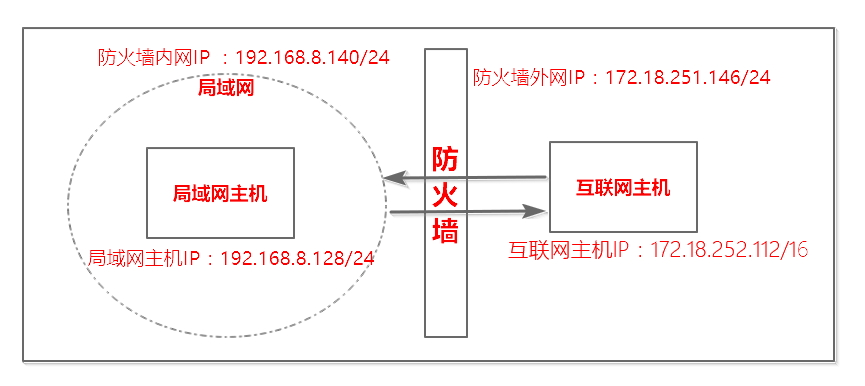 防火墙内网IP ：192.168.8.140/24
局域网
防火墙外网IP：172.18.251.146/24
防火墙
局域网主机
互联网主机
局域网主机IP：192.168.8.128/24
互联网主机IP：172.18.252.112/16